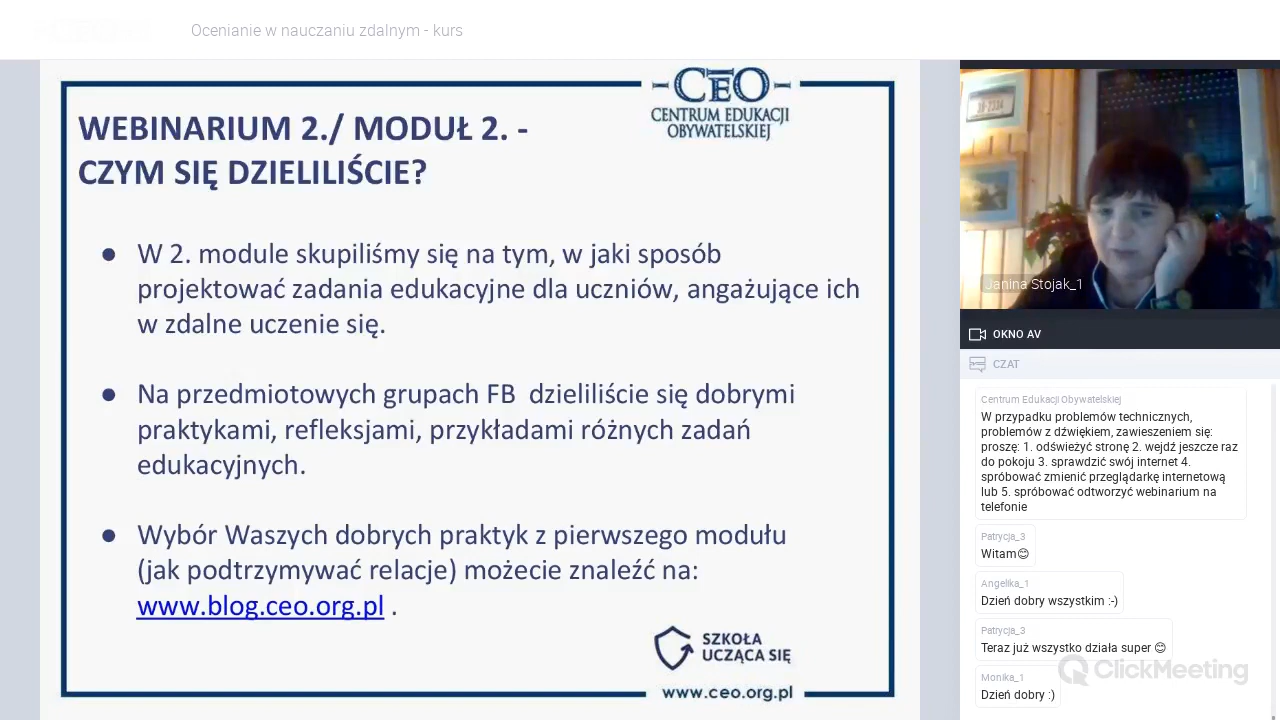 Ocenianie w nauczaniu zdalnym - kurs
CEO
CENTRUM EDUKACJI
OBYWATELSKIEJ
WEBINARIUM 2./ MODUŁ 2. -
CZYM SIĘ DZIELILIŚCIE?
● W 2. module skupiliśmy się na tym, w jaki sposób
projektować zadania edukacyjne dla uczniów, angażujące ich
w zdalne uczenie się.
● Na przedmiotowych grupach FB dzieliliście się dobrymi
praktykami, refleksjami, przykładami różnych zadań
edukacyjnych.
● Wybór Waszych dobrych praktyk z pierwszego modułu
(jak podtrzymywać relacje) możecie znaleźć na:
www.blog.ceo.org.pl .
SZKOŁA
UCZĄCA SIĘ
www.ceo.org.pl
Janina Stojak_1
OKNO AV
CZAT
Centrum Edukacji Obywatelskiej
W przypadku problemów technicznych,
problemów z dźwiękiem, zawieszeniem się:
proszę: 1. odświeżyć stronę 2. wejdź jeszcze raz
do pokoju 3. sprawdzić swój internet 4.
spróbować zmienić przeglądarkę internetową
lub 5. spróbować odtworzyć webinarium na
telefonie
Patrycja_3
Witam😊
Angelika_1
Dzień dobry wszystkim :-)
Patrycja_3
Teraz już wszystko działa super 😊
Monika_1
Dzień dobry :)
ClickMeeting